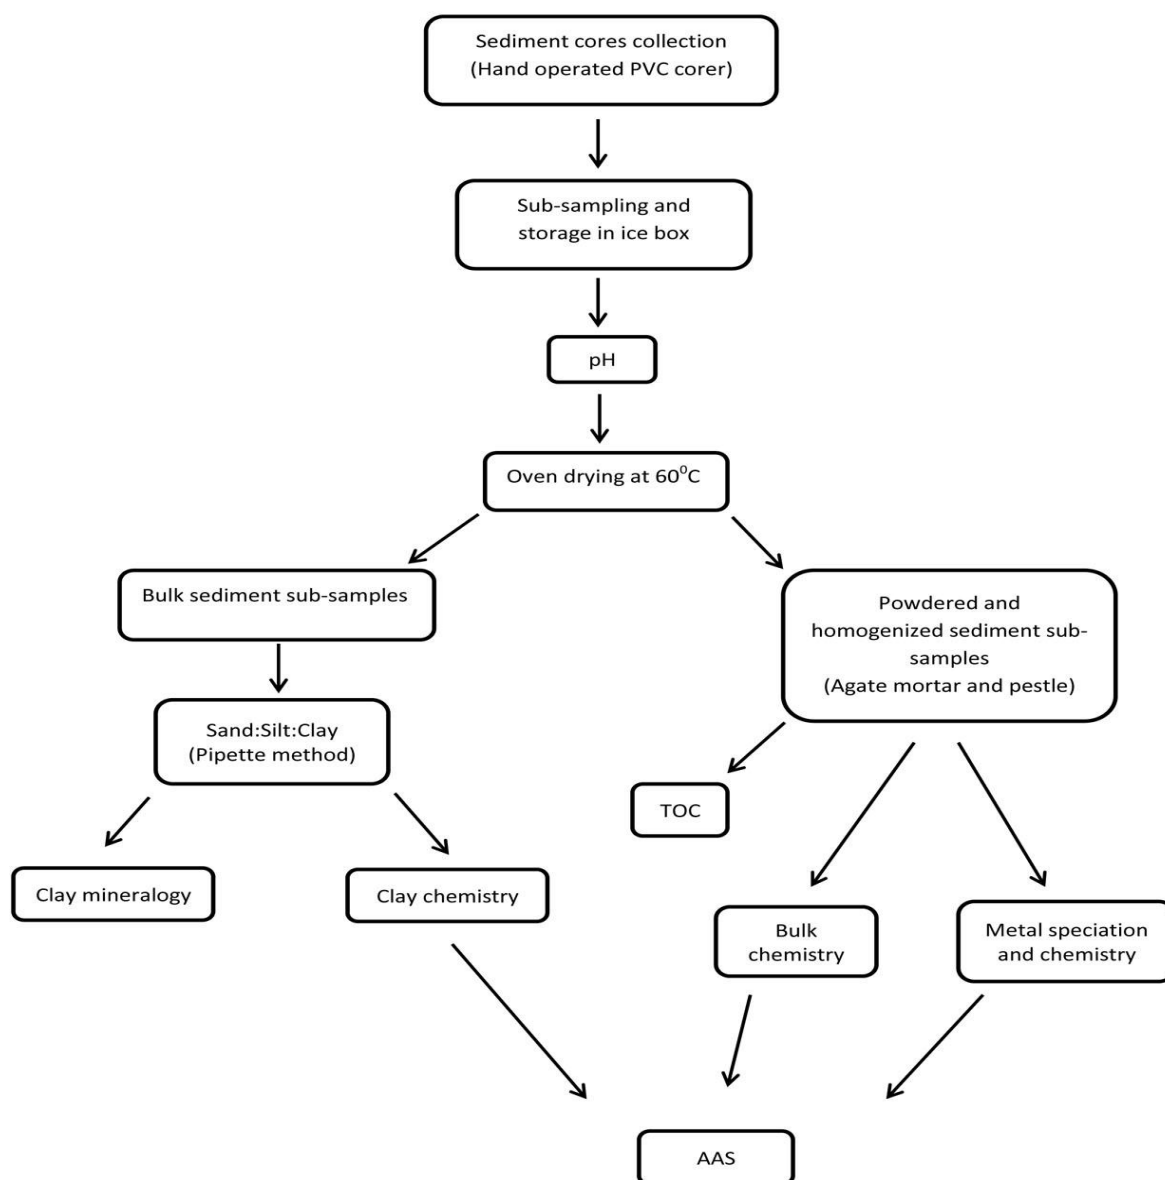 Sediment cores collection
(Hand operated PVC corer)
Sub-sampling and
storage in ice box
pH
Oven drying at 60⁰C
Bulk sediment sub-samples
Powdered and
homogenized sediment sub-
samples
(Agate mortar and pestle)
Sand:Silt:Clay
(Pipette method)
TOC
Clay mineralogy
Clay chemistry
Bulk
chemistry
Metal speciation
and chemistry
AAS